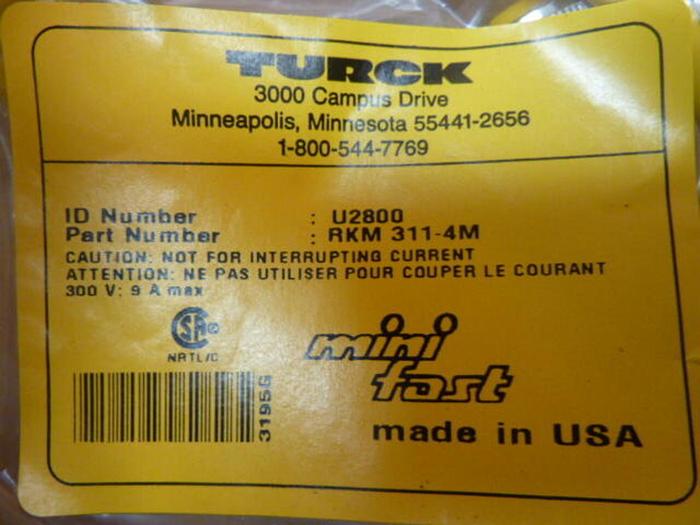 TURCK
3000 Campus Drive
Minneapolis, Minnesota 55441-2656
1-800-544-7769
ID Number : U2800
Part Number : RKM 311-4M
CAUTION: NOT FOR INTERRUPTING CURRENT
ATTENTION: NE PAS UTILISER POUR COUPER LE COURANT
300 V: 9 A max
CSA
NRTL/C
mini
fast
3195G
made in USA